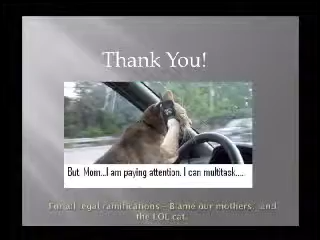 Thank You!
But Mom...I am paying attention. I can multitask.....
For all legal ramifications – Blame our mothers, and
the LOL cat.